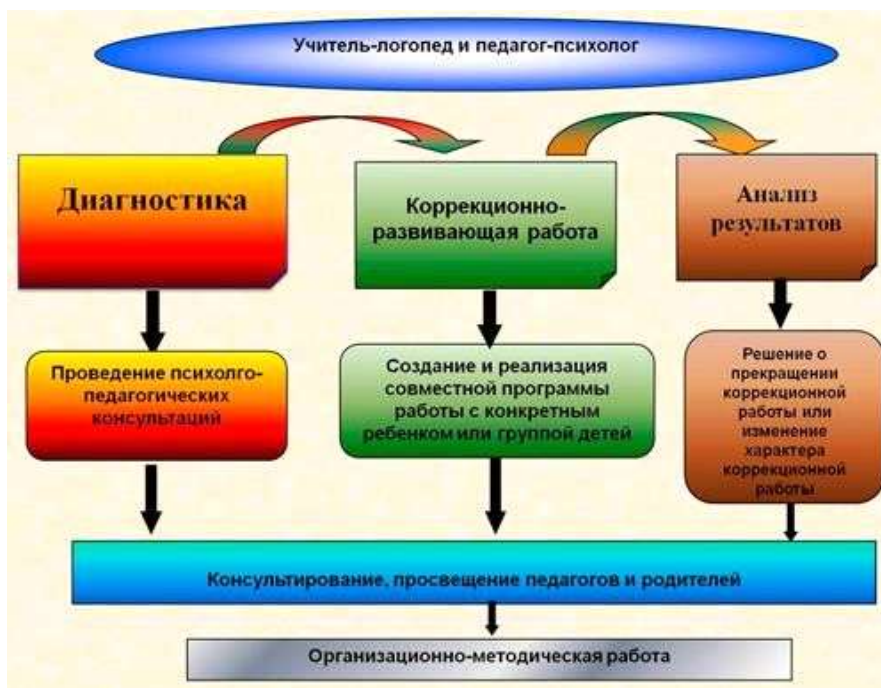 Учитель-логопед и педагог-психолог
Диагностика
Коррекционно-
развивающая работа
Анализ
результатов
Проведение психолго-
педагогических
консультаций
Создание и реализация
совместной программы
работы с конкретным
ребенком или группой детей
Решение о
прекращении
коррекционной
работы или
изменение
характера
коррекционной
работы
Консультирование, просвещение педагогов и родителей
Организационно-методическая работа